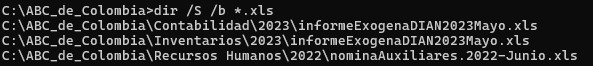 C:\ABC_de_Colombia>dir /S /b *.xls
C:\ABC_de_Colombia\Contabilidad\2023\informeExogenaDIAN2023Mayo.xls
C:\ABC_de_Colombia\Inventarios\2023\informeExogenaDIAN2023Mayo.xls
C:\ABC_de_Colombia\Recursos Humanos\2022\nominaAuxiliares.2022-Junio.xls